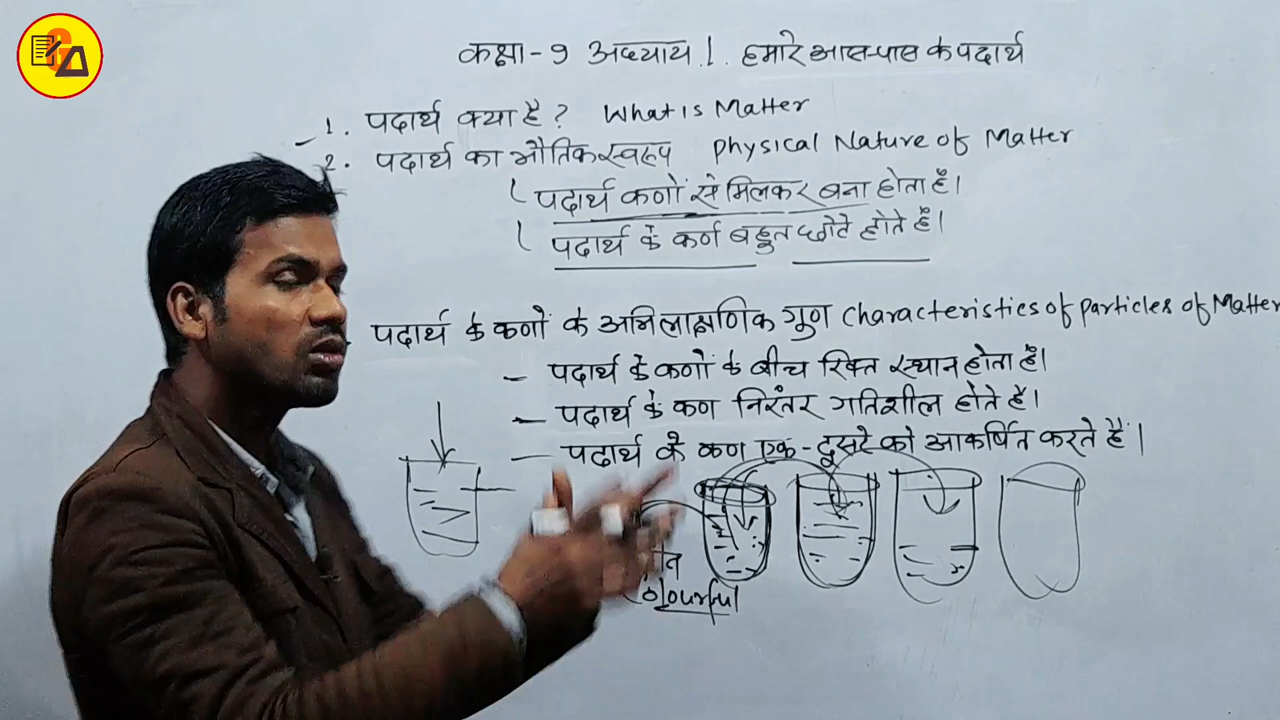 कक्षा - 9 अध्याय 1. हमारे आस-पास के पदार्थ
1. पदार्थ क्या है? What is Matter
2. पदार्थ का भौतिक स्वरूप Physical Nature of Matter
पदार्थ कणों से मिलकर बना होता है।
पदार्थ के कण बहुत छोटे होते हैं।
पदार्थ के कणों के अभिलाक्षणिक गुण Characteristics of Particles of Matter
- पदार्थ के कणों के बीच रिक्त स्थान होता है।
- पदार्थ के कण निरंतर गतिशील होते हैं।
- पदार्थ के कण एक-दूसरे को आकर्षित करते हैं।
Colourful